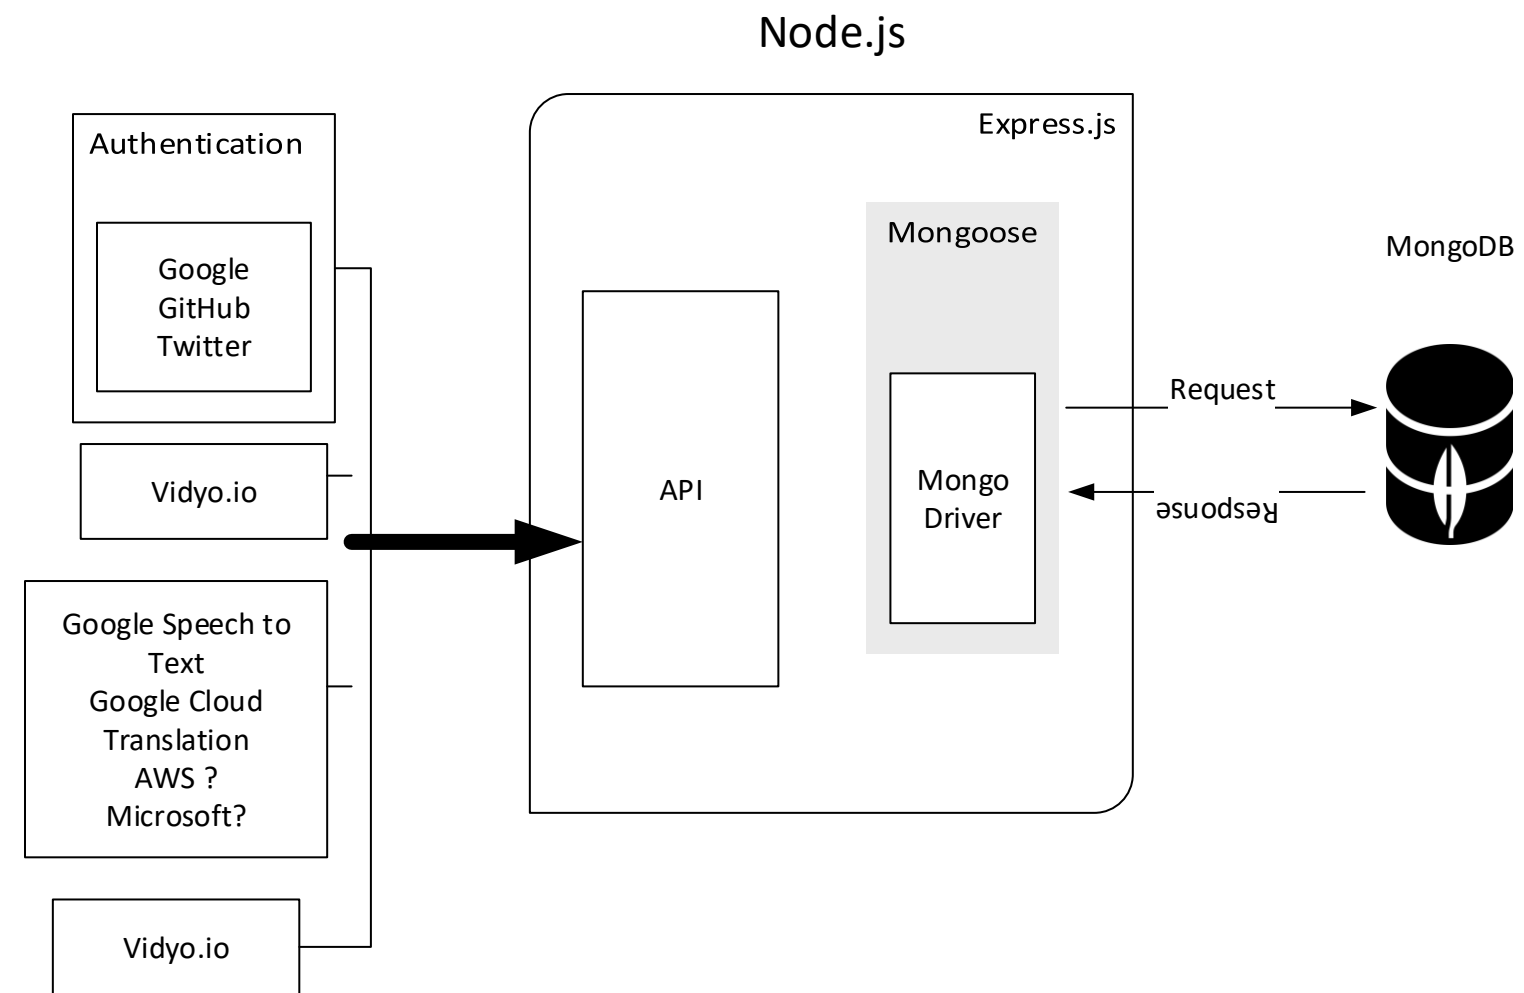 Node.js
Authentication
Google
GitHub
Twitter
Vidyo.io
Google Speech to
Text
Google Cloud
Translation
AWS ?
Microsoft?
Vidyo.io
Express.js
API
Mongoose
Mongo
Driver
Request
Response
MongoDB